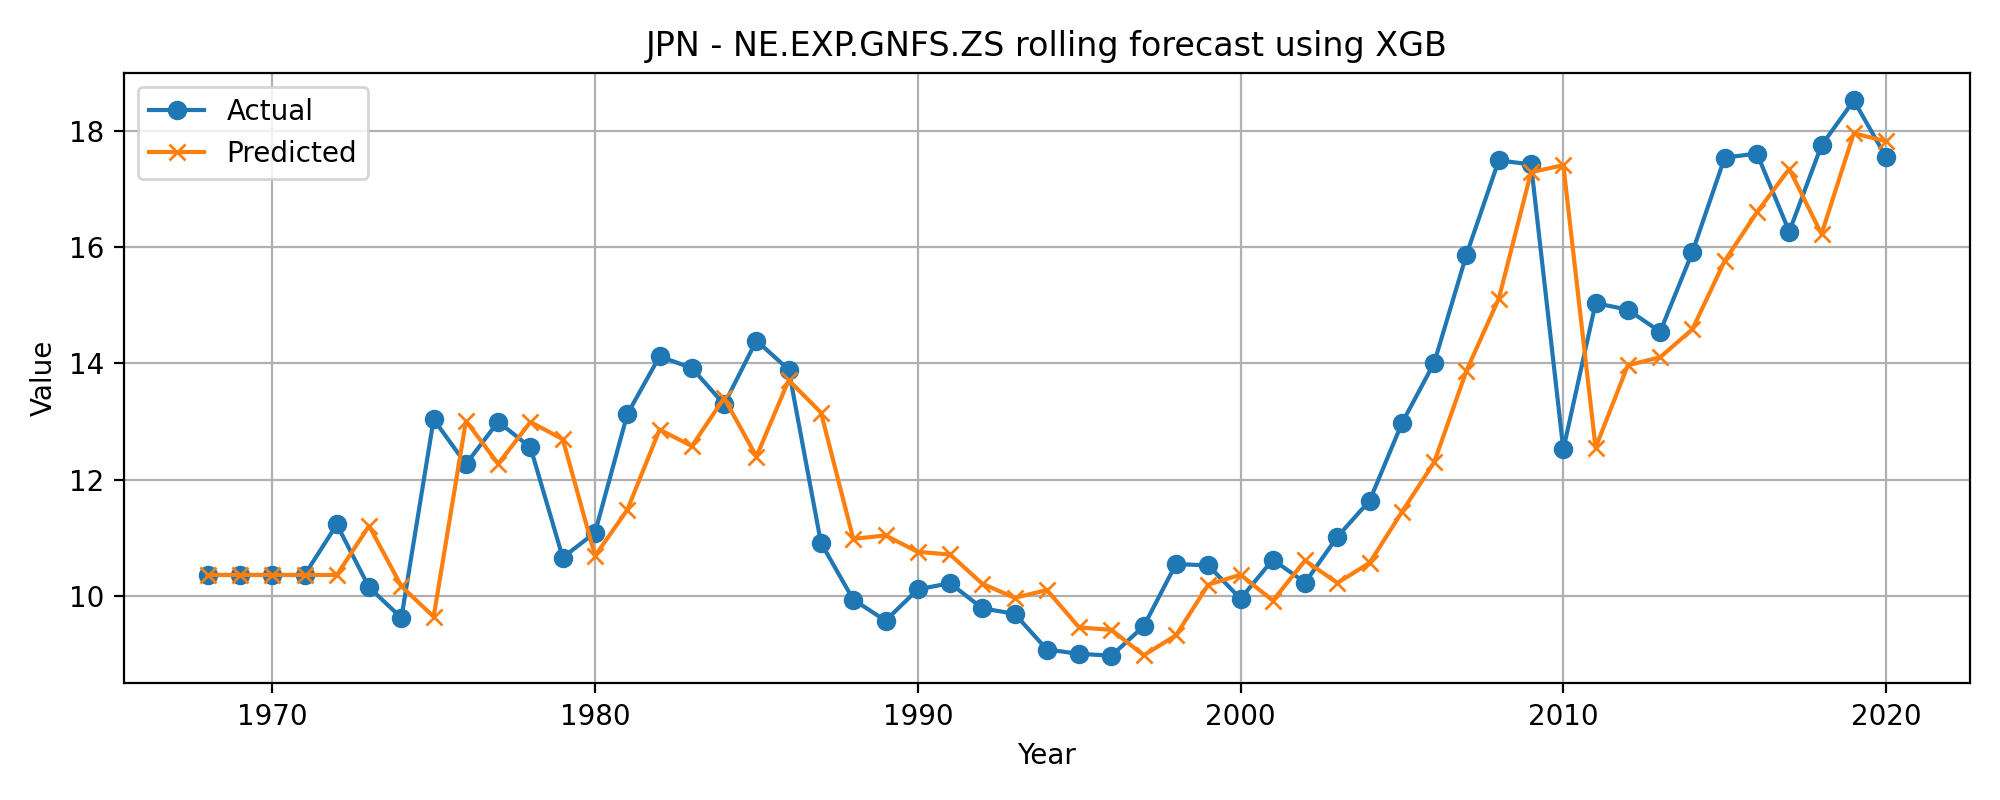 JPN - NE.EXP.GNFS.ZS rolling forecast using XGB
Actual
Predicted
18
16
14
12
10
Value
1970 1980 1990 2000 2010 2020
Year